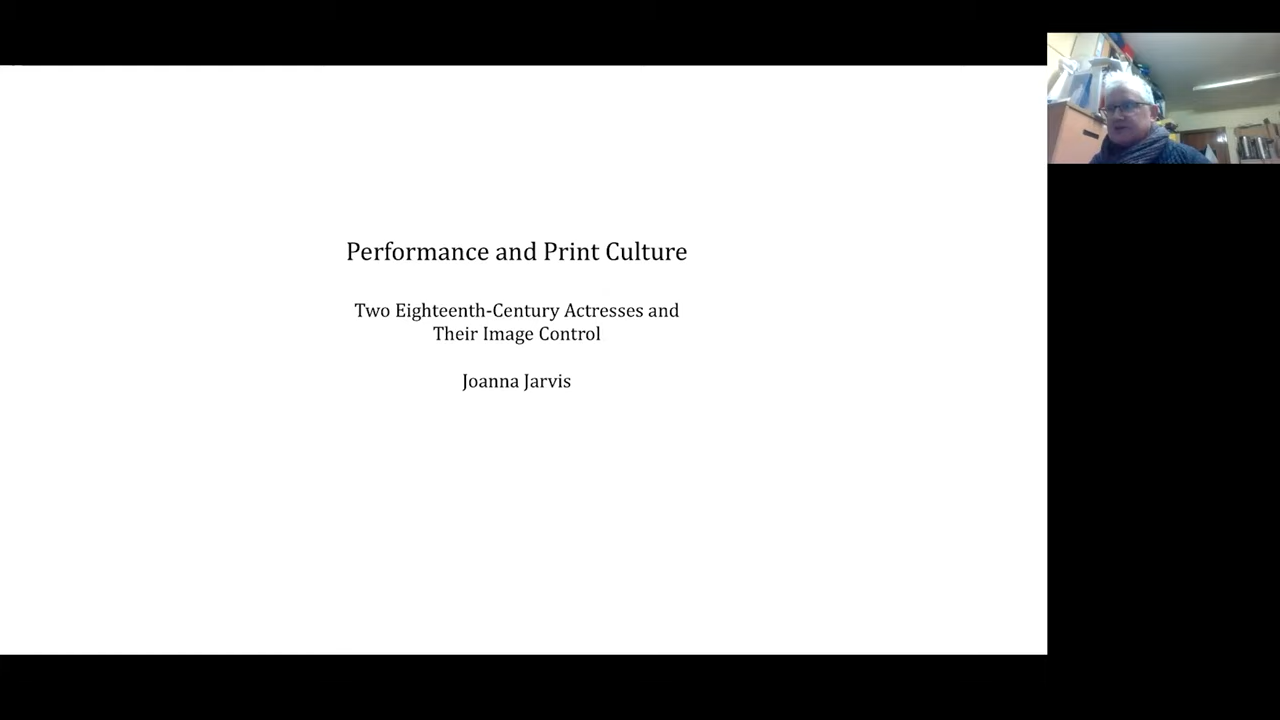 Performance and Print Culture
Two Eighteenth-Century Actresses and
Their Image Control
Joanna Jarvis